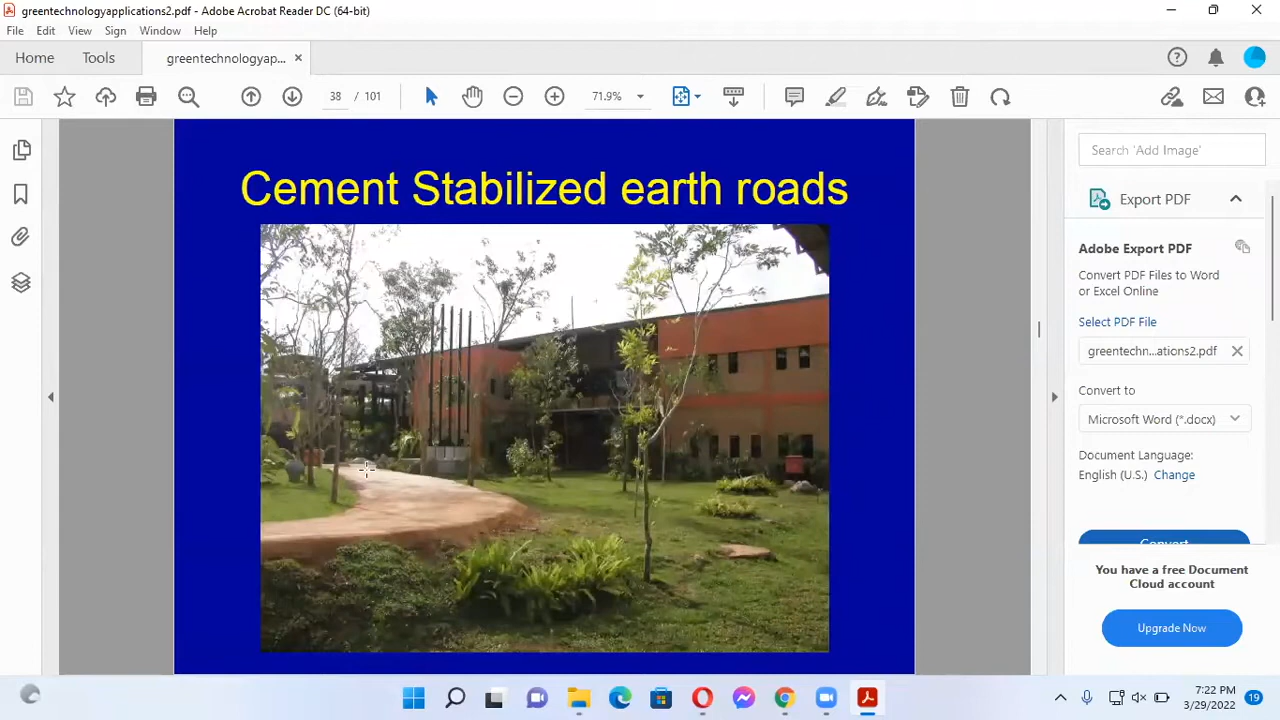 greentechnologyapplications2.pdf - Adobe Acrobat Reader DC (64-bit)
File Edit View Sign Window Help
Home Tools greentechnologyap...
38 / 101 71.9%
Cement Stabilized earth roads
Search 'Add Image'
Export PDF
Adobe Export PDF
Convert PDF Files to Word
or Excel Online
Select PDF File
greentechn...ations2.pdf
Convert to
Microsoft Word (*.docx)
Document Language:
English (U.S.) Change
Convert
You have a free Document
Cloud account
Upgrade Now
7:22 PM
3/29/2022 19